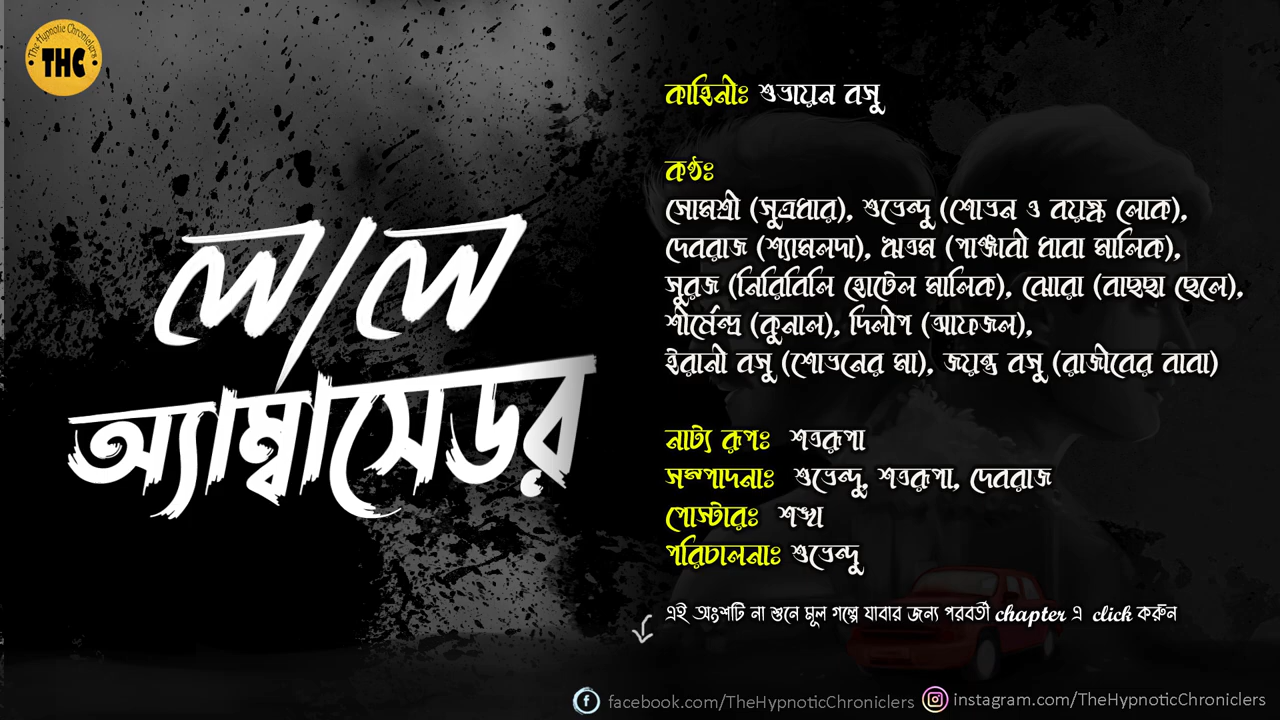 The Hypnotic Chroniclers
THC
লাল
অ্যাম্বাসেডর
কাহিনীঃ শুভায়ন বসু
কণ্ঠঃ
সোমশ্রী (সুত্রধার), শুভেন্দু (শোভন ও বয়স্ক লোক),
দেবরাজ (শ্যামলদা), ঋতম (পাঞ্জাবী ধাবা মালিক),
সূরজ (নিরিবিলি হোটেল মালিক), ঝোরা (বাচ্ছা ছেলে),
শীর্ষেন্দ্র (কুনাল), দিলীপ (আফজল),
ইরানী বসু (শোভনের মা), জয়ন্ত বসু (রাজীবের বাবা)
নাট্য রূপঃ শতরূপা
সম্পাদনাঃ শুভেন্দু, শতরূপা, দেবরাজ
পোস্টারঃ শঙ্খ
পরিচালনাঃ শুভেন্দু
এই অংশটি না শুনে মূল গল্পে যাবার জন্য পরবর্তী chapter এ click করুন
facebook.com/TheHypnoticChroniclers instagram.com/TheHypnoticChroniclers